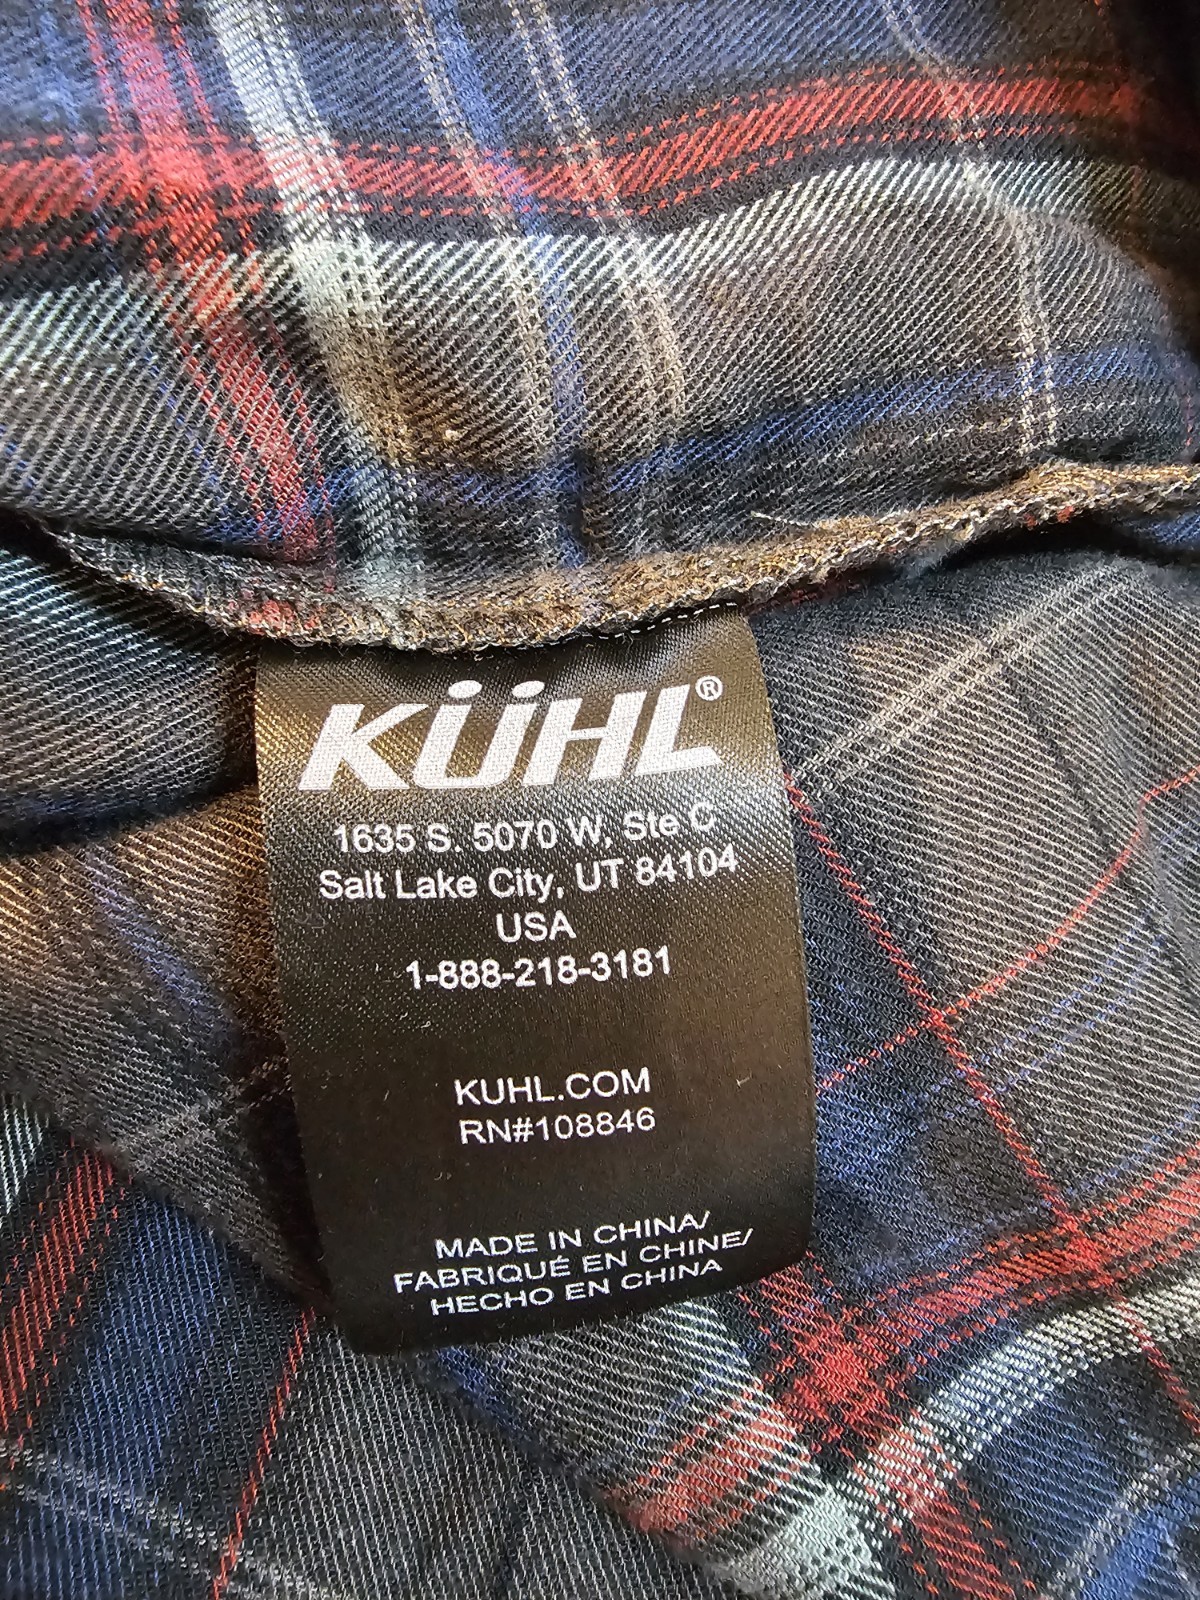 KÜHL®
1635 S. 5070 W, Ste C
Salt Lake City, UT 84104
USA
1-888-218-3181
KUHL.COM
RN#108846
MADE IN CHINA/
FABRIQUÉ EN CHINE/
HECHO EN CHINA